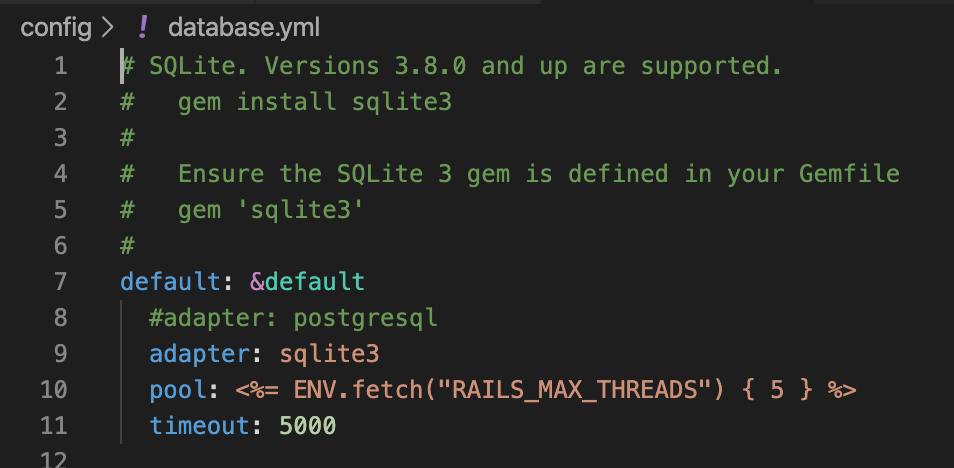 config > ! database.yml
1 # SQLite. Versions 3.8.0 and up are supported.
2 #   gem install sqlite3
3 #
4 #   Ensure the SQLite 3 gem is defined in your Gemfile
5 #   gem 'sqlite3'
6 #
7 default: &default
8   #adapter: postgresql
9   adapter: sqlite3
10   pool: <%= ENV.fetch("RAILS_MAX_THREADS") { 5 } %>
11   timeout: 5000
12